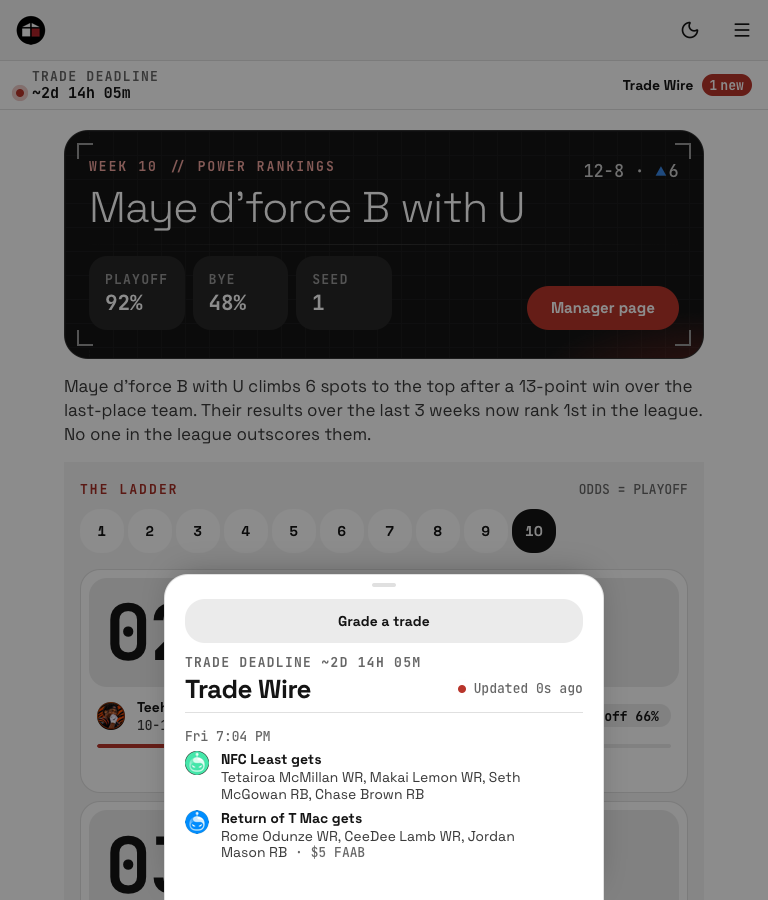 TRADE DEADLINE
~2d 14h 05m
Trade Wire 1 new
WEEK 10 // POWER RANKINGS
12-8 · ▲6
Maye d'force B with U
PLAYOFF BYE SEED
92% 48% 1
Manager page
Maye d'force B with U climbs 6 spots to the top after a 13-point win over the
last-place team. Their results over the last 3 weeks now rank 1st in the league.
No one in the league outscores them.
THE LADDER ODDS = PLAYOFF
1 2 3 4 5 6 7 8 9 10
Grade a trade
TRADE DEADLINE ~2D 14H 05M
Trade Wire
Updated 0s ago
off 66%
Fri 7:04 PM
NFC Least gets
Tetairoa McMillan WR, Makai Lemon WR, Seth
McGowan RB, Chase Brown RB
Return of T Mac gets
Rome Odunze WR, CeeDee Lamb WR, Jordan
Mason RB · $5 FAAB